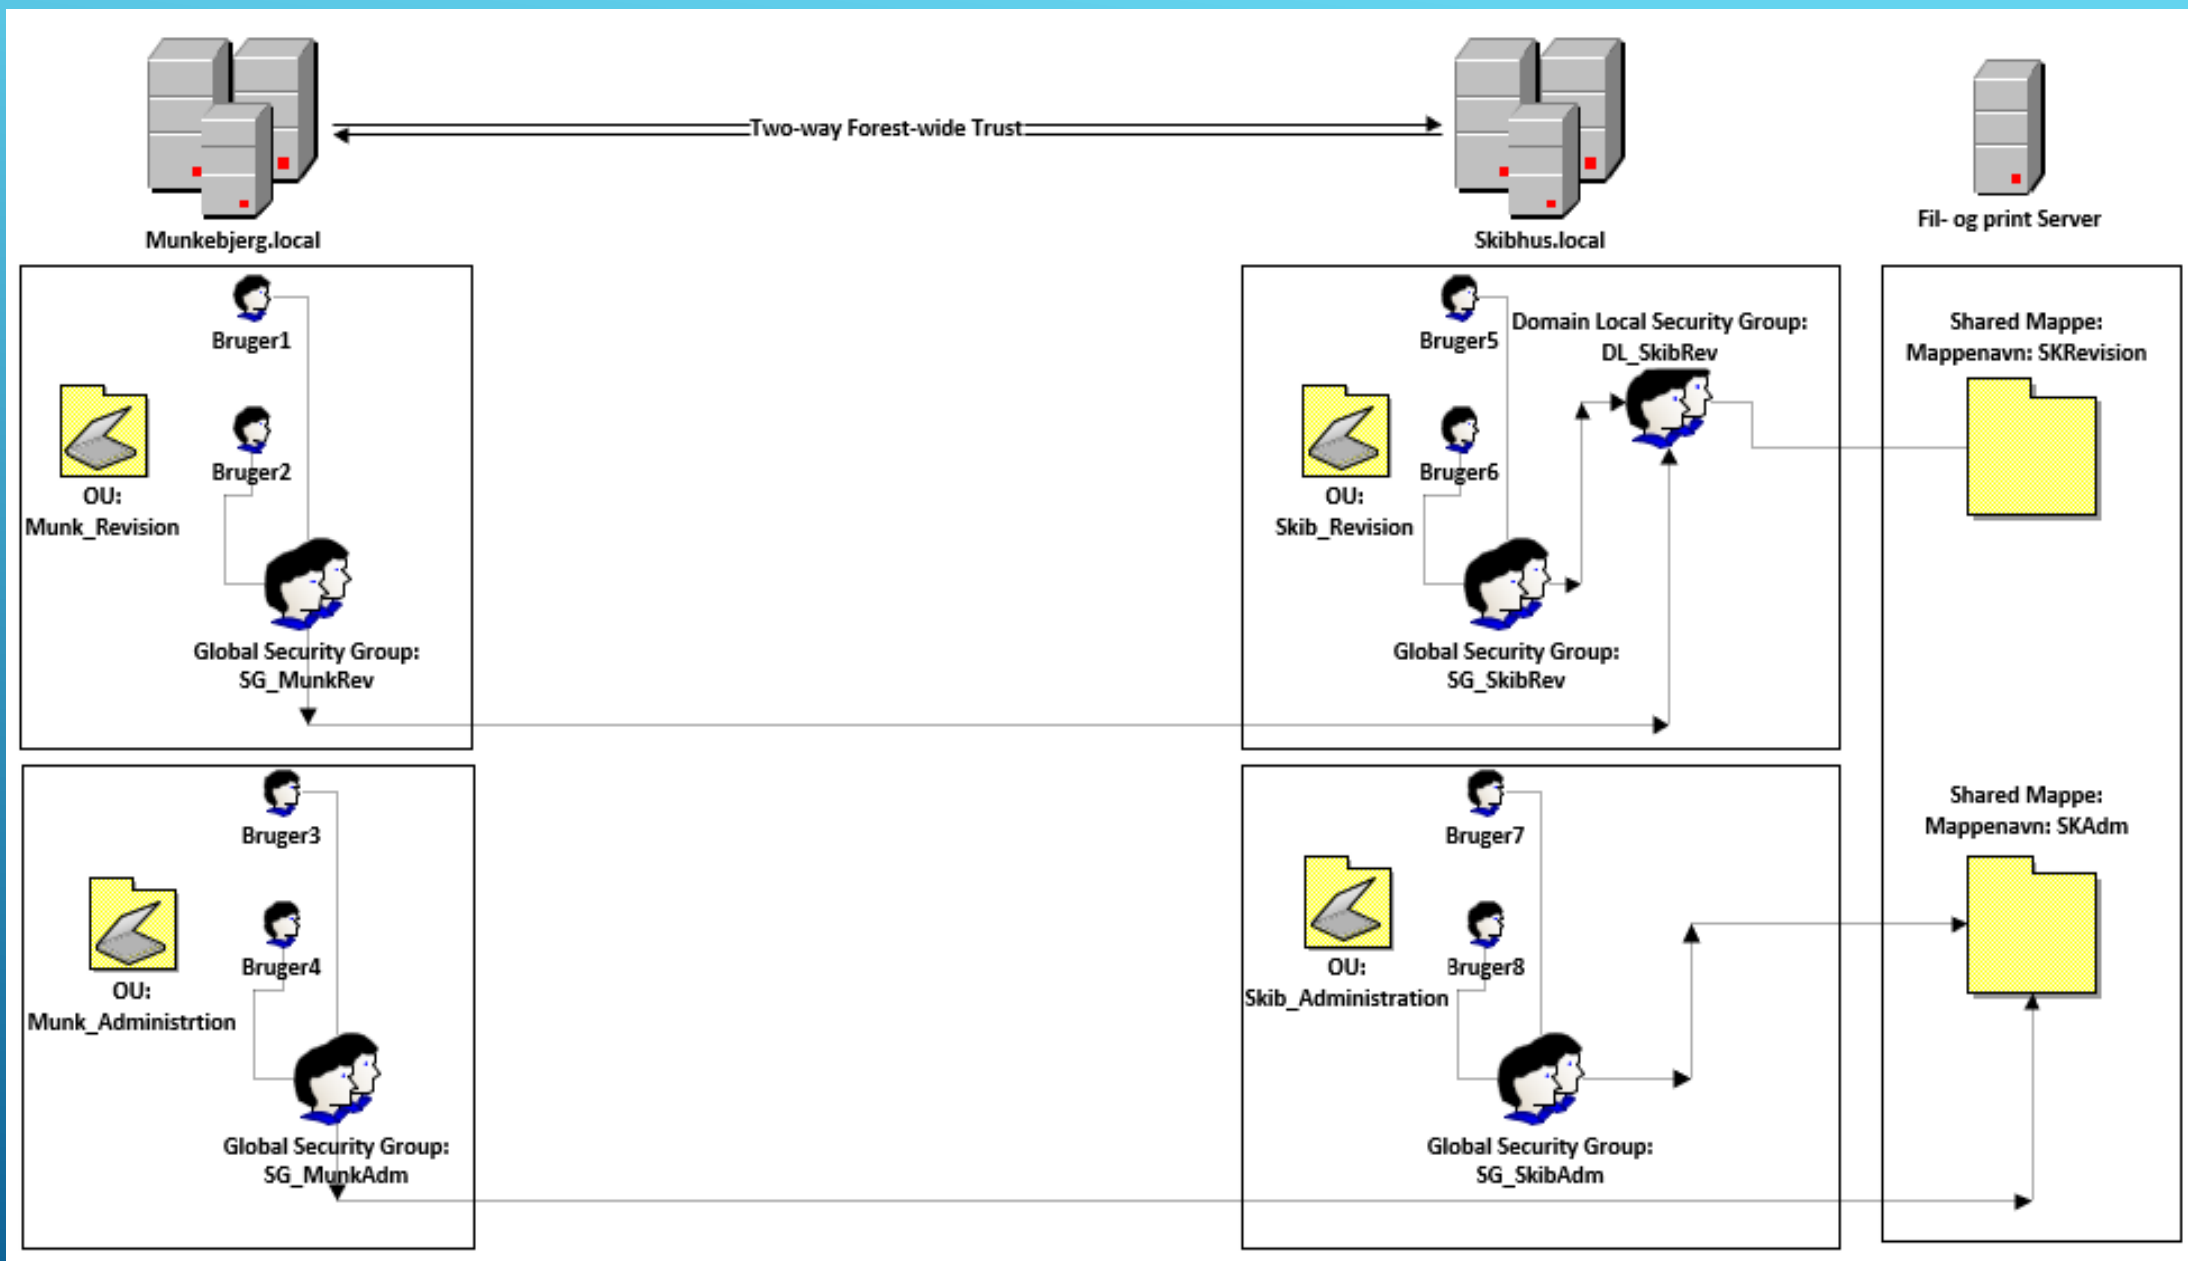 Two-way Forest-wide Trust
Munkebjerg.local
Skibhus.local
Fil- og print Server
Bruger1
Bruger2
OU:
Munk_Revision
Global Security Group:
SG_MunkRev
Bruger5
Domain Local Security Group:
DL_SkibRev
Bruger6
OU:
Skib_Revision
Global Security Group:
SG_SkibRev
Shared Mappe:
Mappenavn: SKRevision
Bruger3
Bruger4
OU:
Munk_Administrtion
Global Security Group:
SG_MunkAdm
Bruger7
Bruger8
OU:
Skib_Administration
Global Security Group:
SG_SkibAdm
Shared Mappe:
Mappenavn: SKAdm